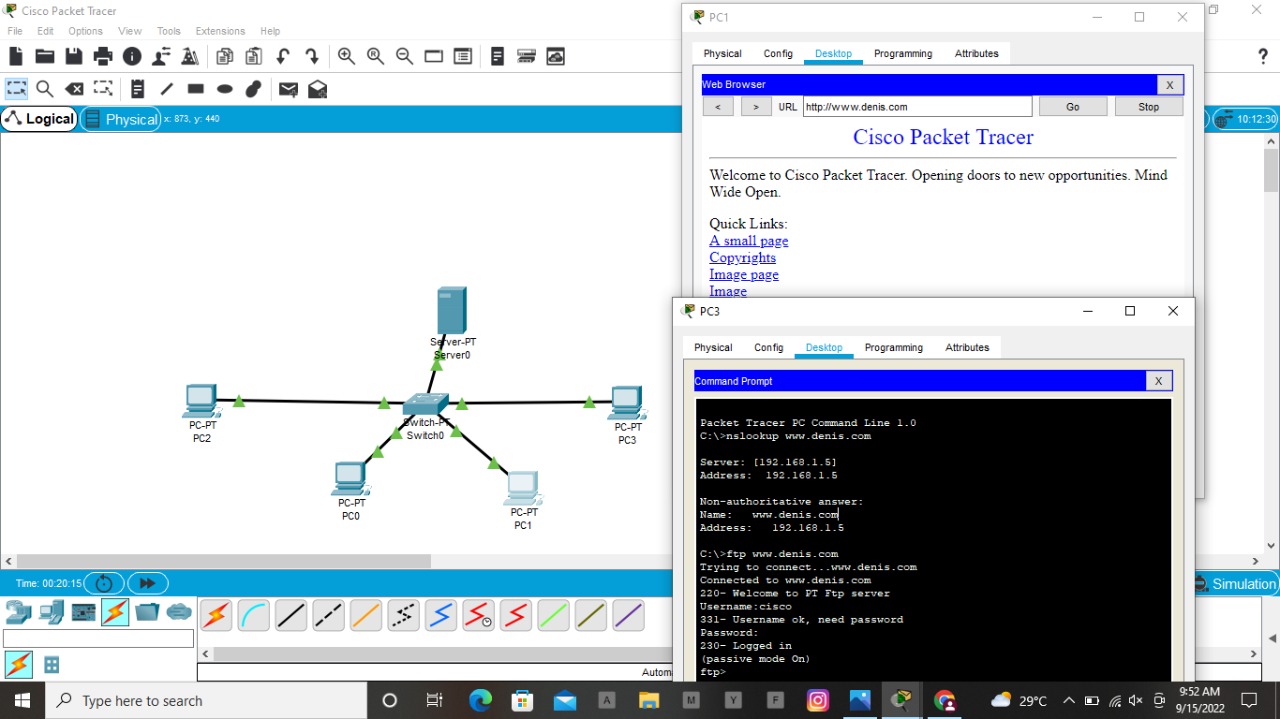 Cisco Packet Tracer
File Edit Options View Tools Extensions Help
Logical
Physical
x: 873, y: 440
10:12:30
Server-PT
Server0
PC-PT
PC2
Switch-PT
Switch0
PC-PT
PC3
PC-PT
PC0
PC-PT
PC1
Time: 00:20:15
Simulation
Automa
PC1
Physical Config Desktop Programming Attributes
Web Browser
X
< > URL http://www.denis.com Go Stop
Cisco Packet Tracer
Welcome to Cisco Packet Tracer. Opening doors to new opportunities. Mind
Wide Open.
Quick Links:
A small page
Copyrights
Image page
Image
PC3
Physical Config Desktop Programming Attributes
Command Prompt
X
Packet Tracer PC Command Line 1.0
C:\>nslookup www.denis.com
Server: [192.168.1.5]
Address:  192.168.1.5
Non-authoritative answer:
Name:   www.denis.com
Address:   192.168.1.5
C:\>ftp www.denis.com
Trying to connect...www.denis.com
Connected to www.denis.com
220- Welcome to PT Ftp server
Username:cisco
331- Username ok, need password
Password:
230- Logged in
(passive mode On)
ftp>
Type here to search
A M Y F
29°C
9:52 AM
9/15/2022